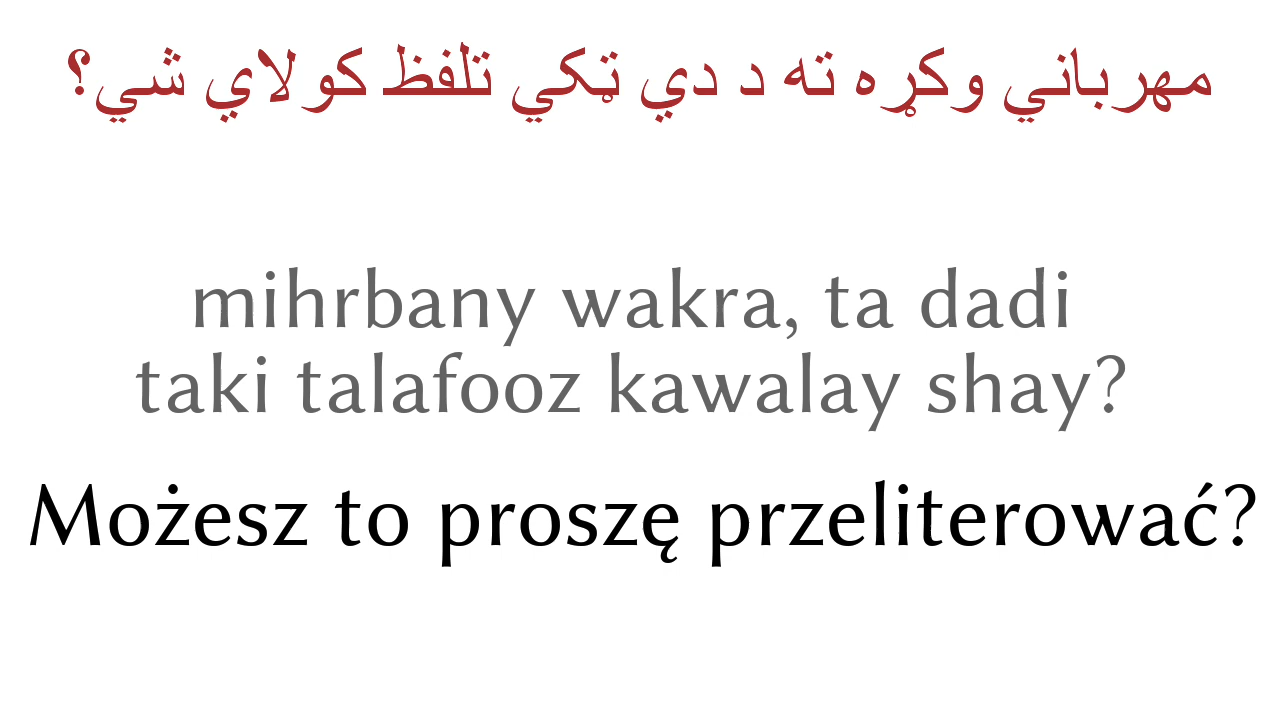 مهرباني وکړه ته د دي ټکي تلفظ کولاي شي؟
mihrbany wakra, ta dadi
taki talafooz kawalay shay?
Możesz to proszę przeliterować?